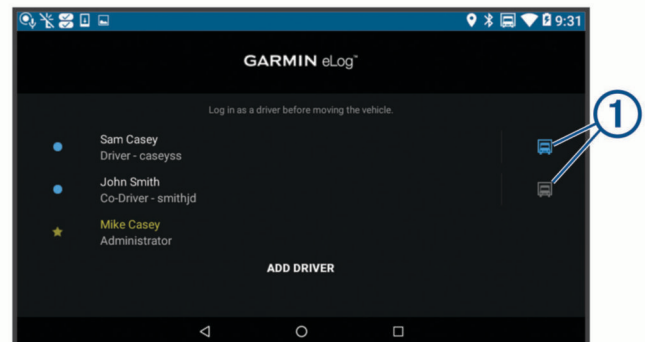 9:31
GARMIN eLog™
Log in as a driver before moving the vehicle.
Sam Casey
Driver - caseyss
John Smith
Co-Driver - smithjd
Mike Casey
Administrator
ADD DRIVER
1